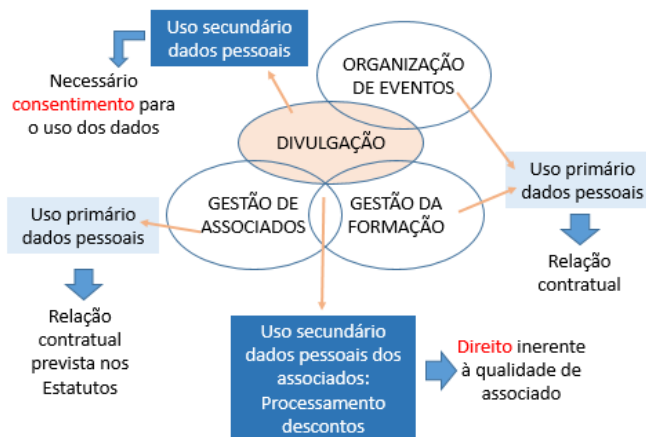 Uso secundário
dados pessoais
Necessário
consentimento para
o uso dos dados
ORGANIZAÇÃO
DE EVENTOS
DIVULGAÇÃO
GESTÃO DE
ASSOCIADOS
GESTÃO DA
FORMAÇÃO
Uso primário
dados pessoais
Relação
contratual
Uso primário
dados pessoais
Relação
contratual
prevista nos
Estatutos
Uso secundário
dados pessoais dos
associados:
Processamento
descontos
Direito inerente
à qualidade de
associado